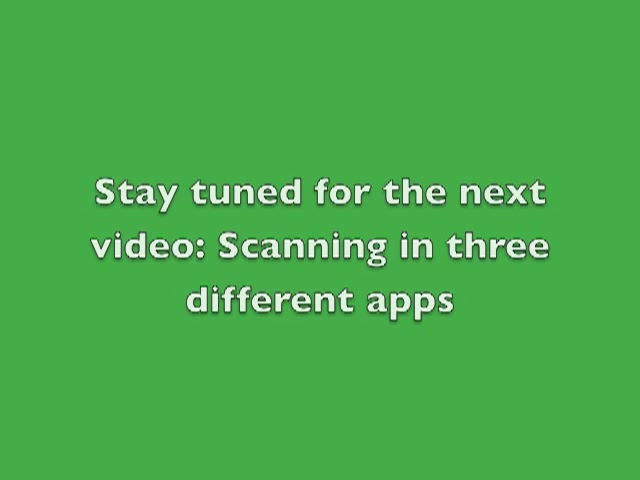 Stay tuned for the next
video: Scanning in three
different apps